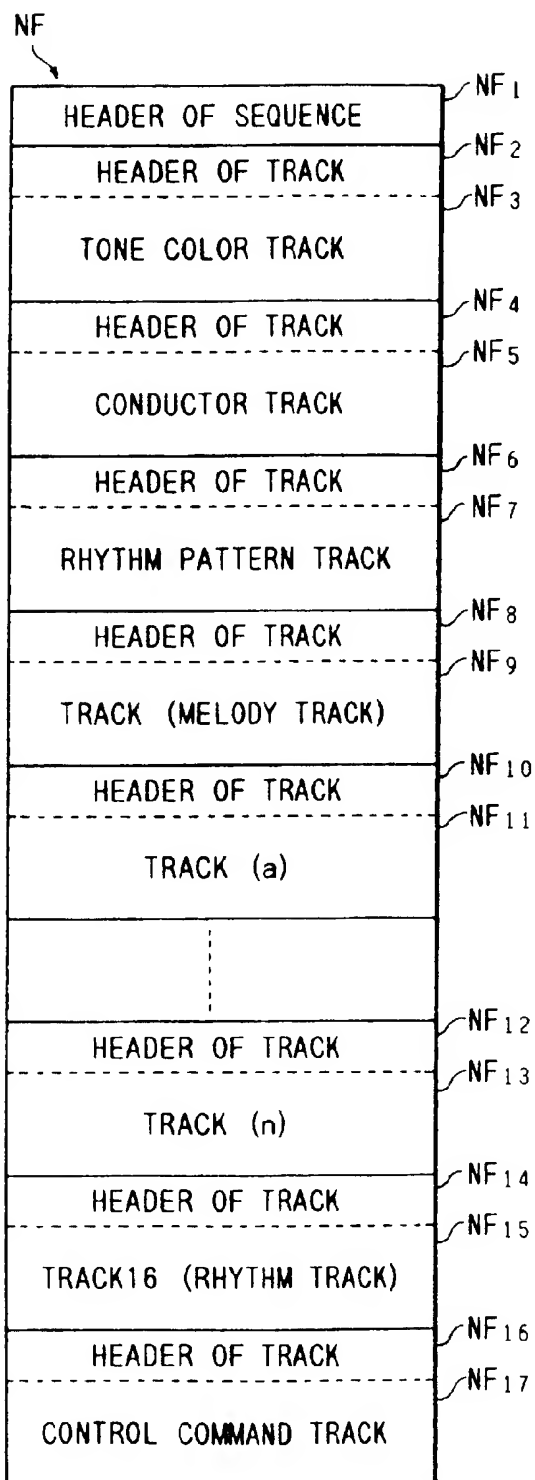 NF
NF1
HEADER OF SEQUENCE
NF2
HEADER OF TRACK
NF3
TONE COLOR TRACK
NF4
HEADER OF TRACK
NF5
CONDUCTOR TRACK
NF6
HEADER OF TRACK
NF7
RHYTHM PATTERN TRACK
NF8
HEADER OF TRACK
NF9
TRACK (MELODY TRACK)
NF10
HEADER OF TRACK
NF11
TRACK (a)
NF12
HEADER OF TRACK
NF13
TRACK (n)
NF14
HEADER OF TRACK
NF15
TRACK16 (RHYTHM TRACK)
NF16
HEADER OF TRACK
NF17
CONTROL COMMAND TRACK